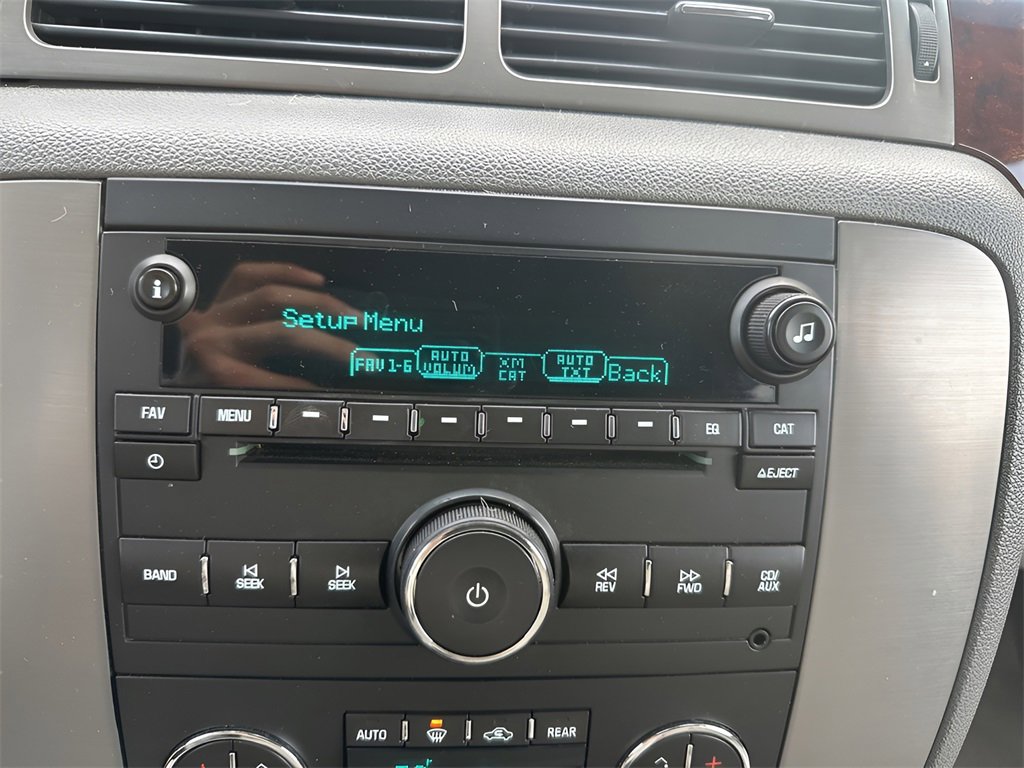 i
Setup Menu
FAV 1-6 AUTO VOLUM XM CAT AUTO TXT Back
FAV MENU EQ CAT
EJECT
BAND SEEK SEEK REV FWD CD/AUX
AUTO REAR